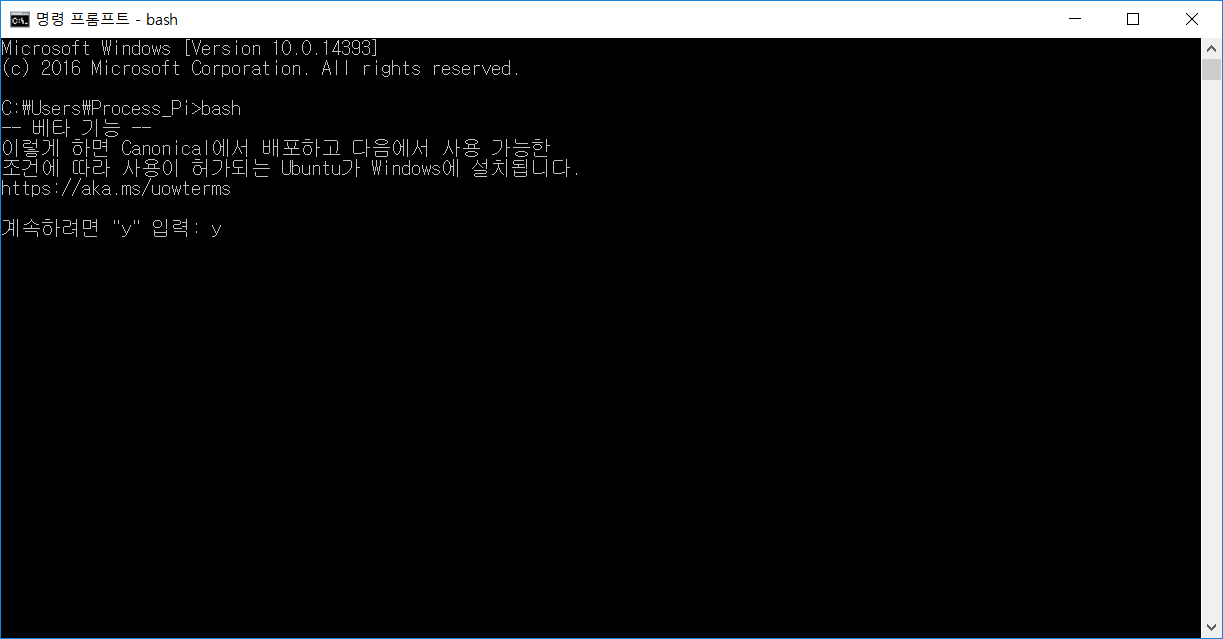 명령 프롬프트 - bash
Microsoft Windows [Version 10.0.14393]
(c) 2016 Microsoft Corporation. All rights reserved.
C:₩Users₩Process_Pi>bash
-- 베타 기능 --
이렇게 하면 Canonical에서 배포하고 다음에서 사용 가능한
조건에 따라 사용이 허가되는 Ubuntu가 Windows에 설치됩니다.
https://aka.ms/uowterms
계속하려면 "y" 입력: y